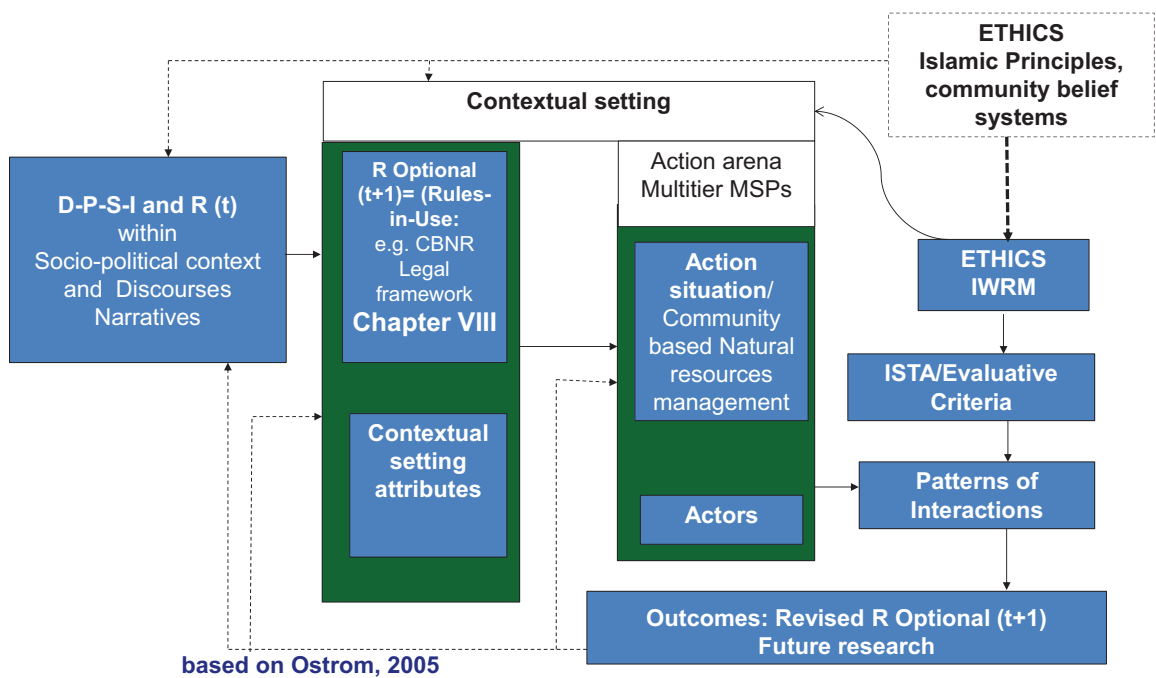 ETHICS
Islamic Principles,
community belief
systems
Contextual setting
D-P-S-I and R (t)
within
Socio-political context
and Discourses
Narratives
R Optional
(t+1)= (Rules-
in-Use:
e.g. CBNR
Legal
framework
Chapter VIII
Contextual
setting
attributes
Action arena
Multitier MSPs
Action
situation/
Community
based Natural
resources
management
Actors
ETHICS
IWRM
ISTA/Evaluative
Criteria
Patterns of
Interactions
Outcomes: Revised R Optional (t+1)
Future research
based on Ostrom, 2005